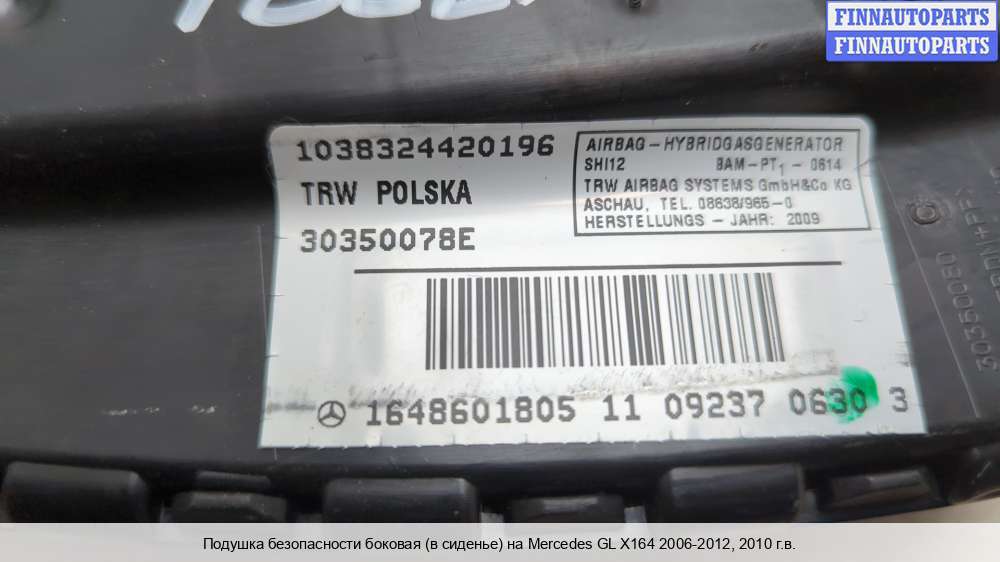 FINNAUTOPARTS
FINNAUTOPARTS
1038324420196
TRW POLSKA
30350078E
AIRBAG-HYBRIDGASGENERATOR
SHI12 BAM-PT1-0614
TRW AIRBAG SYSTEMS GmbH&Co KG
ASCHAU, TEL. 08638/965-0
HERSTELLUNGS - JAHR: 2009
30350080 C
1648601805 11 09237 0630 3
Подушка безопасности боковая (в сиденье) на Mercedes GL X164 2006-2012, 2010 г.в.